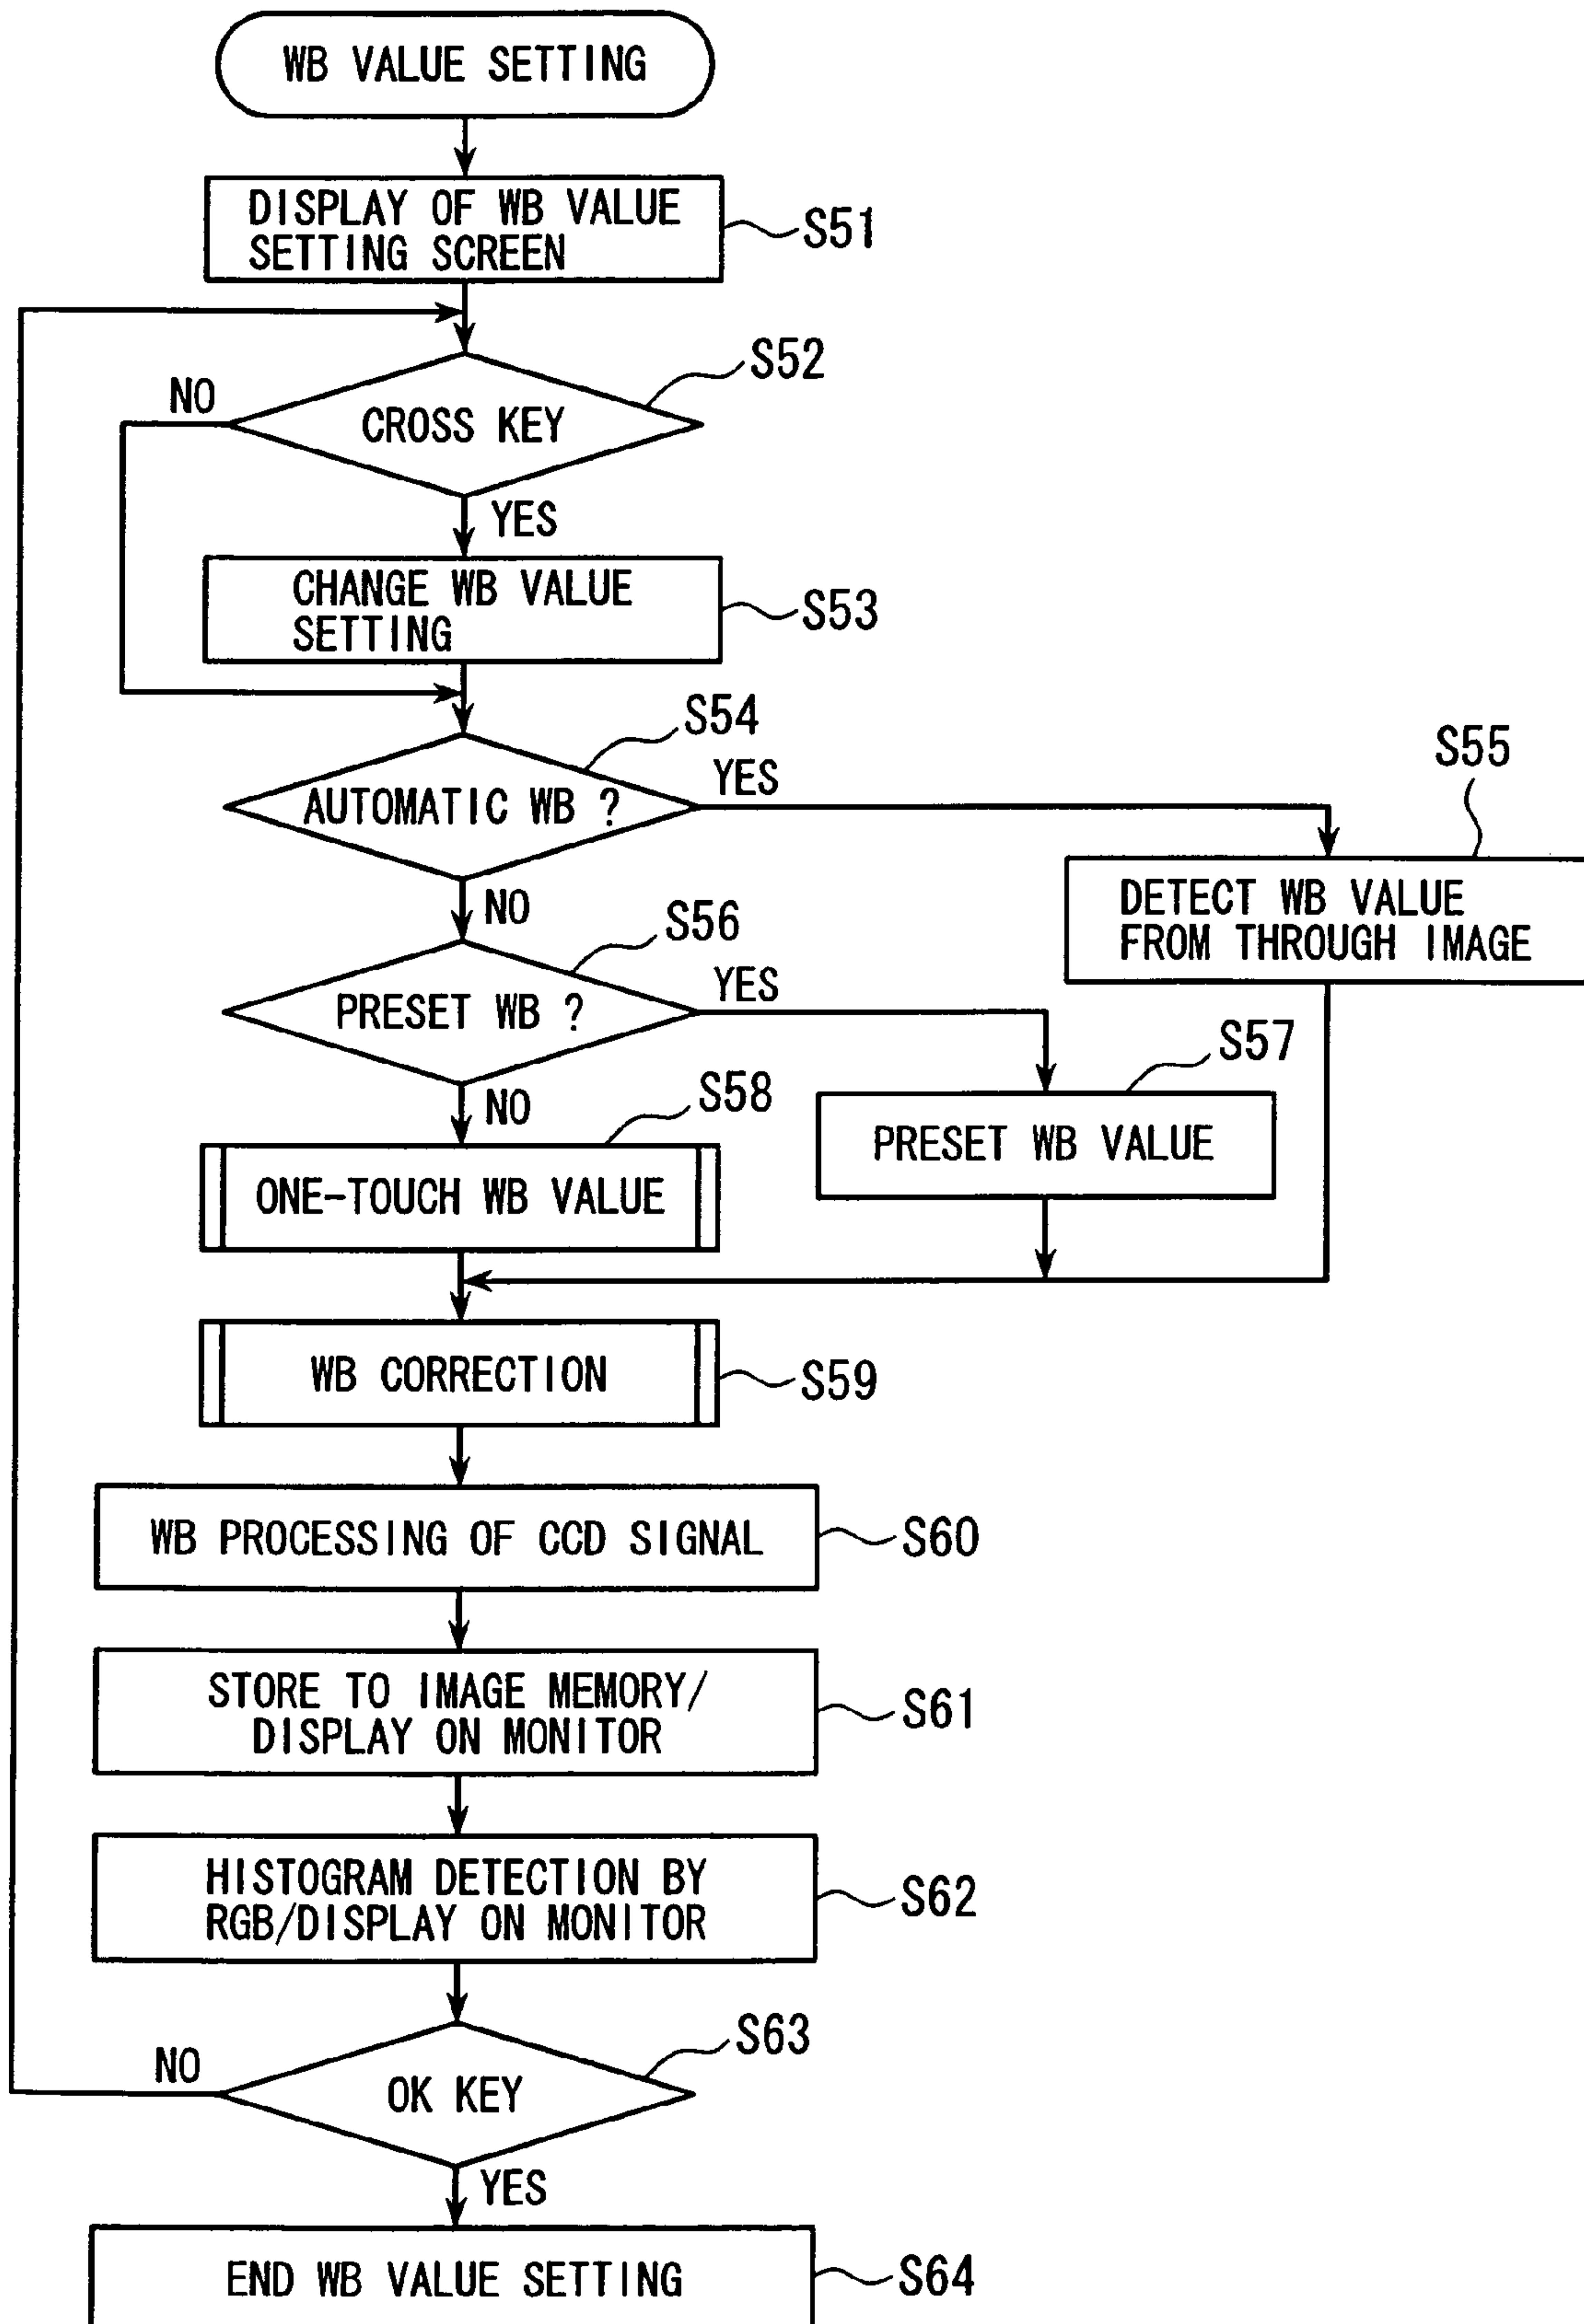 WB VALUE SETTING
DISPLAY OF WB VALUE
SETTING SCREEN
S51
S52
NO
CROSS KEY
YES
CHANGE WB VALUE
SETTING
S53
S54
AUTOMATIC WB ?
YES
S55
DETECT WB VALUE
FROM THROUGH IMAGE
NO
S56
PRESET WB ?
YES
S57
PRESET WB VALUE
NO
S58
ONE-TOUCH WB VALUE
WB CORRECTION
S59
WB PROCESSING OF CCD SIGNAL
S60
STORE TO IMAGE MEMORY/
DISPLAY ON MONITOR
S61
HISTOGRAM DETECTION BY
RGB/DISPLAY ON MONITOR
S62
S63
NO
OK KEY
YES
END WB VALUE SETTING
S64